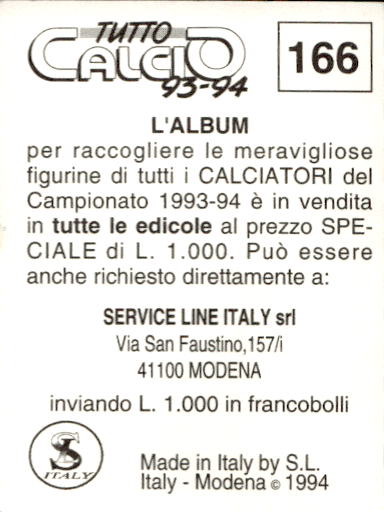 TUTTO
CALCIO
93-94
166
L'ALBUM
per raccogliere le meravigliose
figurine di tutti i CALCIATORI del
Campionato 1993-94 è in vendita
in tutte le edicole al prezzo SPE-
CIALE di L. 1.000. Può essere
anche richiesto direttamente a:
SERVICE LINE ITALY srl
Via San Faustino,157/i
41100 MODENA
inviando L. 1.000 in francobolli
SL
ITALY
Made in Italy by S.L.
Italy - Modena © 1994